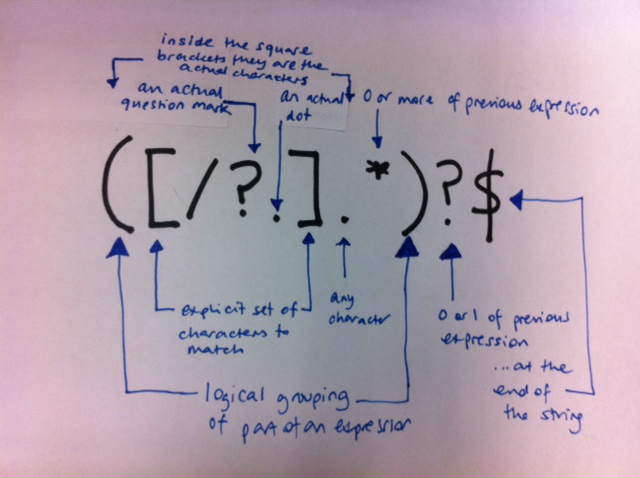 inside the square
brackets they are the
actual characters
an actual
question mark
an actual
dot
0 or more of previous expression
([/?.].*)?$
explicit set of
characters to
match
any
character
0 or 1 of previous
expression
...at the
end of
the string
logical grouping
of part of an expression